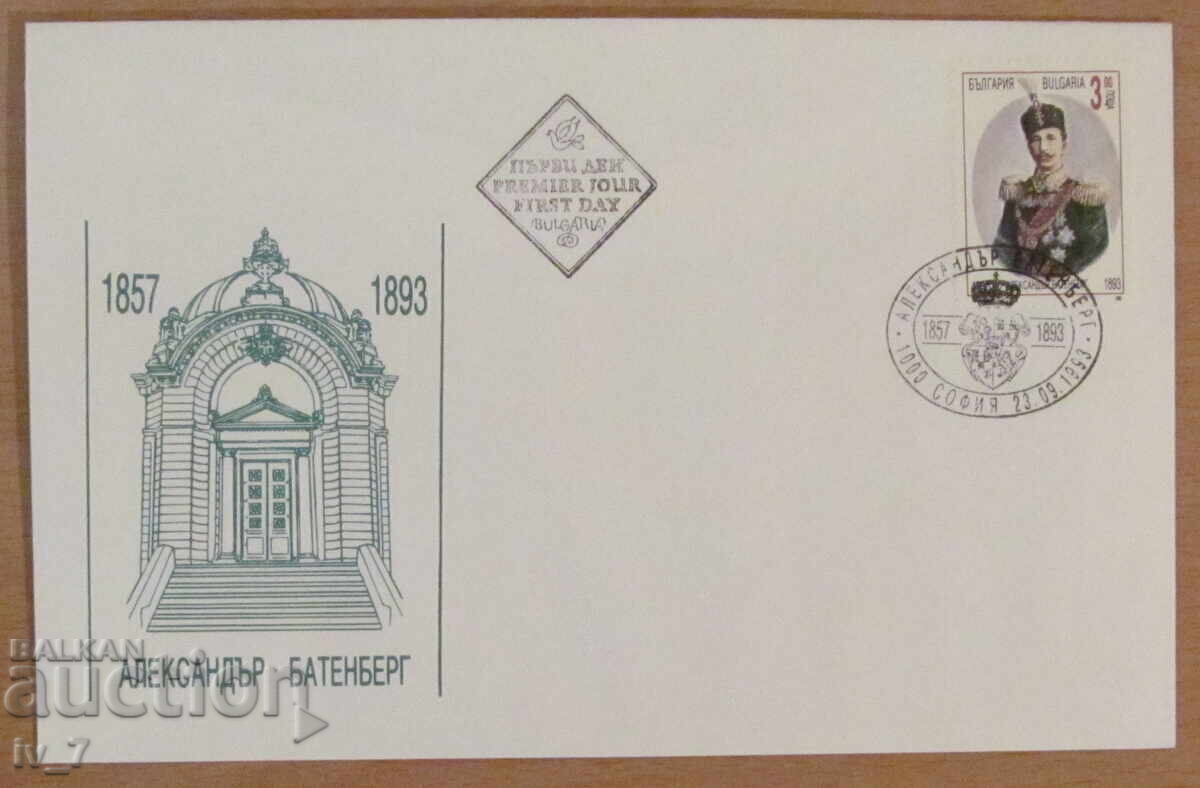 БЪЛГАРИЯ BULGARIA 3.00
ПОЩА
1893
ПЪРВИ ДЕН
PREMIER JOUR
FIRST DAY
BULGARIA
АЛЕКСАНДЪР БАТЕНБЕРГ
1857 1893
1000 СОФИЯ 23.09.1993
1857 1893
АЛЕКСАНДЪР · БАТЕНБЕРГ
BALKAN
auction
iv_7